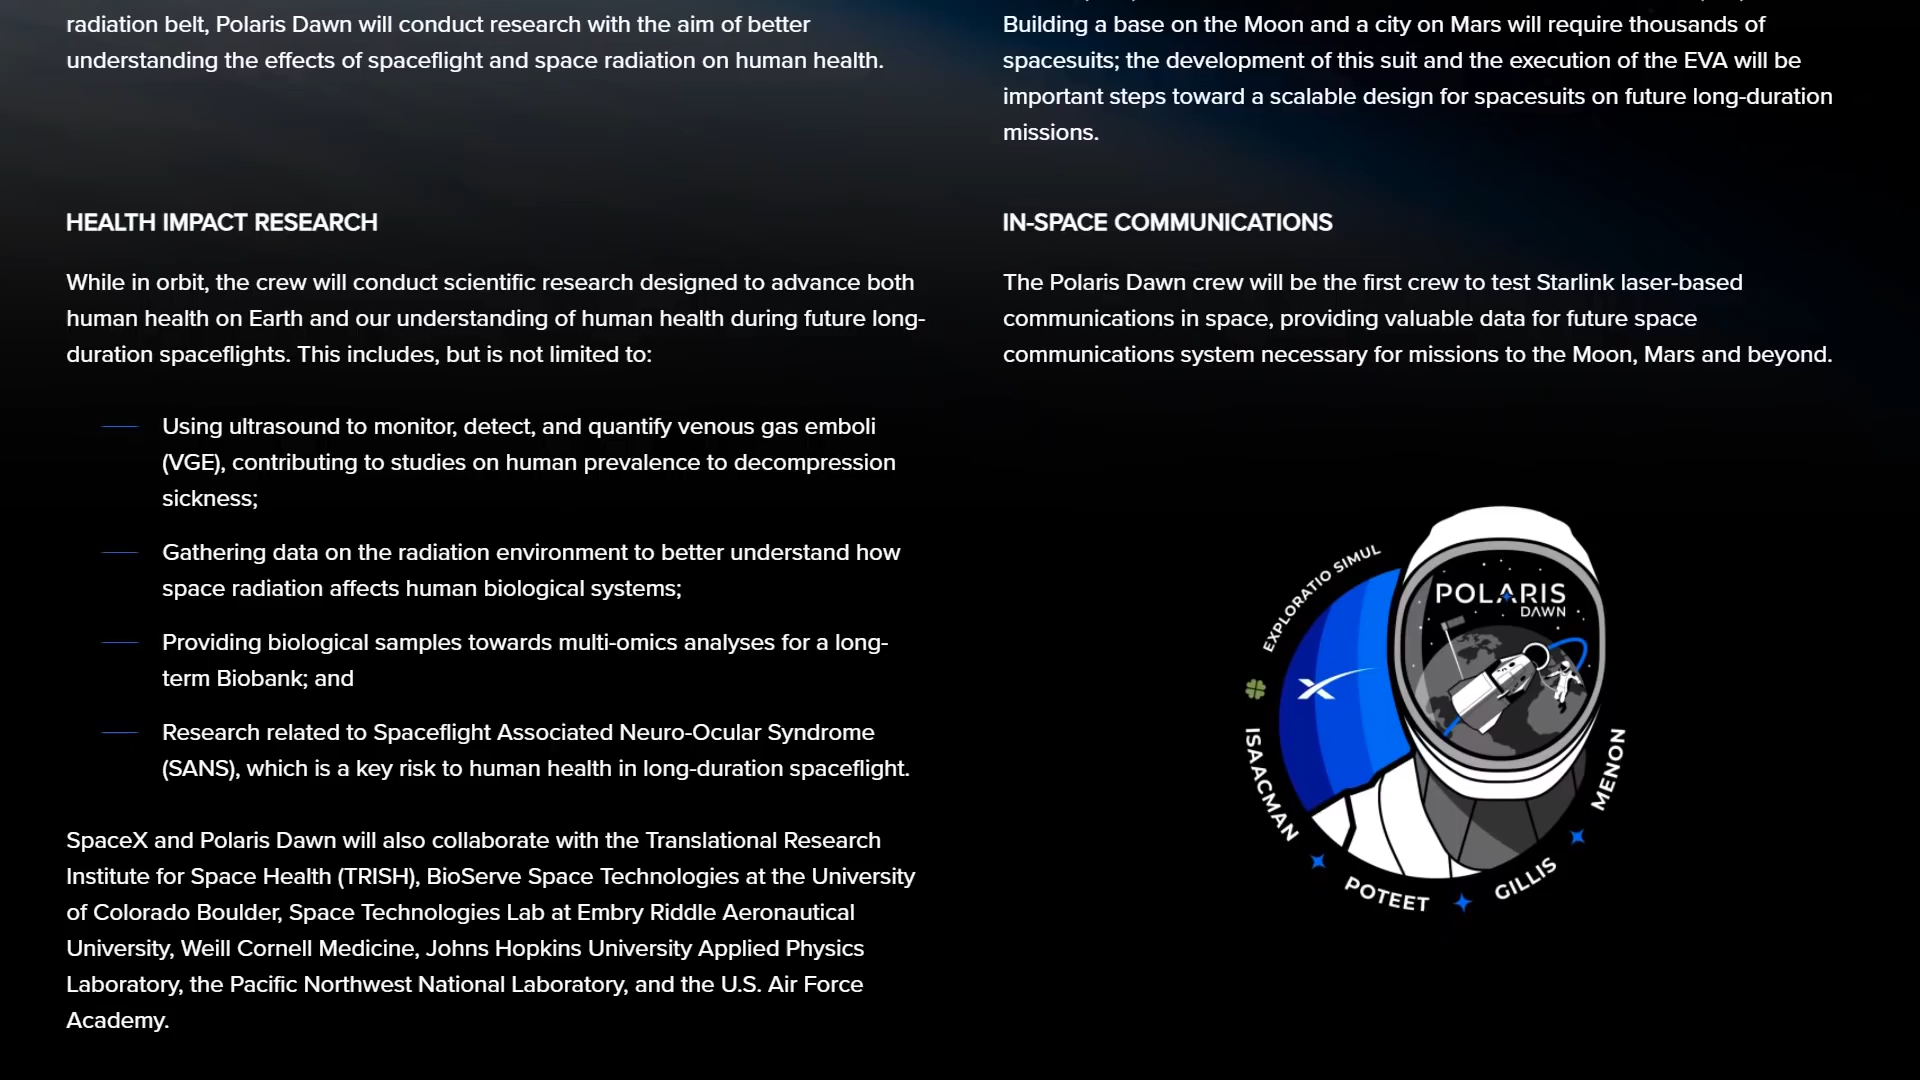 radiation belt, Polaris Dawn will conduct research with the aim of better
understanding the effects of spaceflight and space radiation on human health.
HEALTH IMPACT RESEARCH
While in orbit, the crew will conduct scientific research designed to advance both
human health on Earth and our understanding of human health during future long-
duration spaceflights. This includes, but is not limited to:
Using ultrasound to monitor, detect, and quantify venous gas emboli
(VGE), contributing to studies on human prevalence to decompression
sickness;
Gathering data on the radiation environment to better understand how
space radiation affects human biological systems;
Providing biological samples towards multi-omics analyses for a long-
term Biobank; and
Research related to Spaceflight Associated Neuro-Ocular Syndrome
(SANS), which is a key risk to human health in long-duration spaceflight.
SpaceX and Polaris Dawn will also collaborate with the Translational Research
Institute for Space Health (TRISH), BioServe Space Technologies at the University
of Colorado Boulder, Space Technologies Lab at Embry Riddle Aeronautical
University, Weill Cornell Medicine, Johns Hopkins University Applied Physics
Laboratory, the Pacific Northwest National Laboratory, and the U.S. Air Force
Academy.
Building a base on the Moon and a city on Mars will require thousands of
spacesuits; the development of this suit and the execution of the EVA will be
important steps toward a scalable design for spacesuits on future long-duration
missions.
IN-SPACE COMMUNICATIONS
The Polaris Dawn crew will be the first crew to test Starlink laser-based
communications in space, providing valuable data for future space
communications system necessary for missions to the Moon, Mars and beyond.
EXPLORATIO SIMUL
POLARIS
DAWN
ISAACMAN
POTEET
GILLIS
MENON